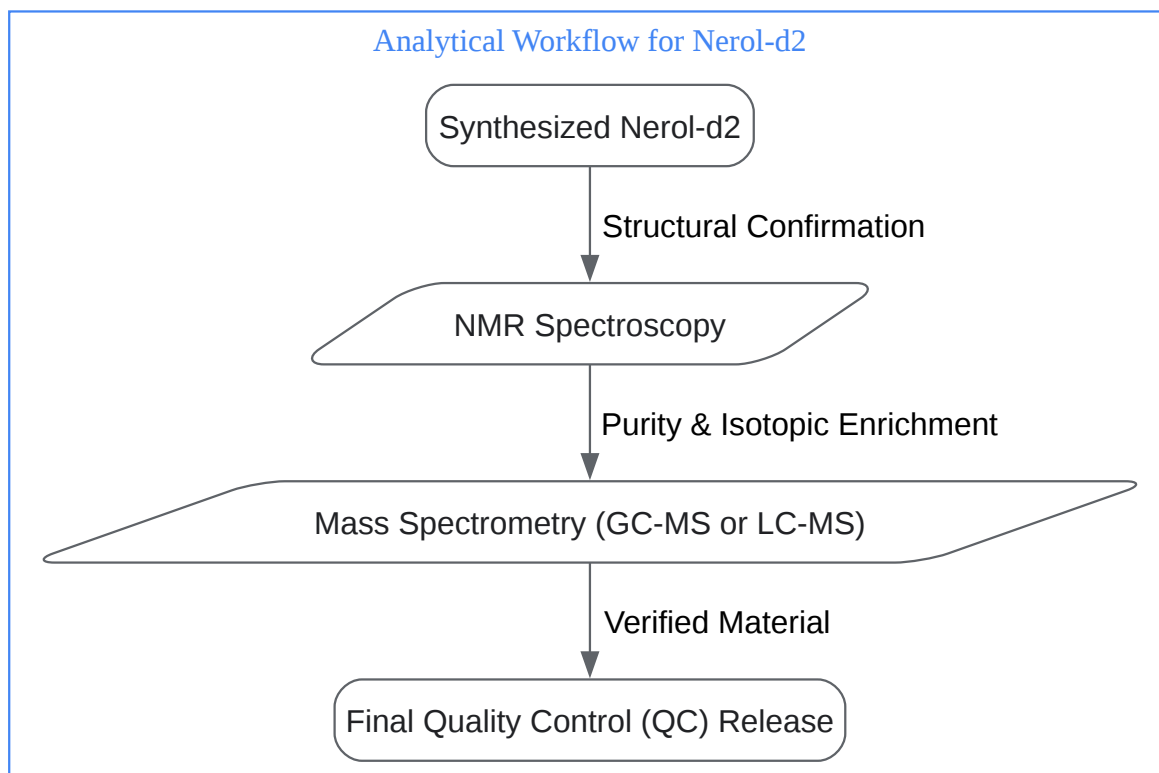 Analytical Workflow for Nerol-d2
Synthesized Nerol-d2
Structural Confirmation
NMR Spectroscopy
Purity & Isotopic Enrichment
Mass Spectrometry (GC-MS or LC-MS)
Verified Material
Final Quality Control (QC) Release